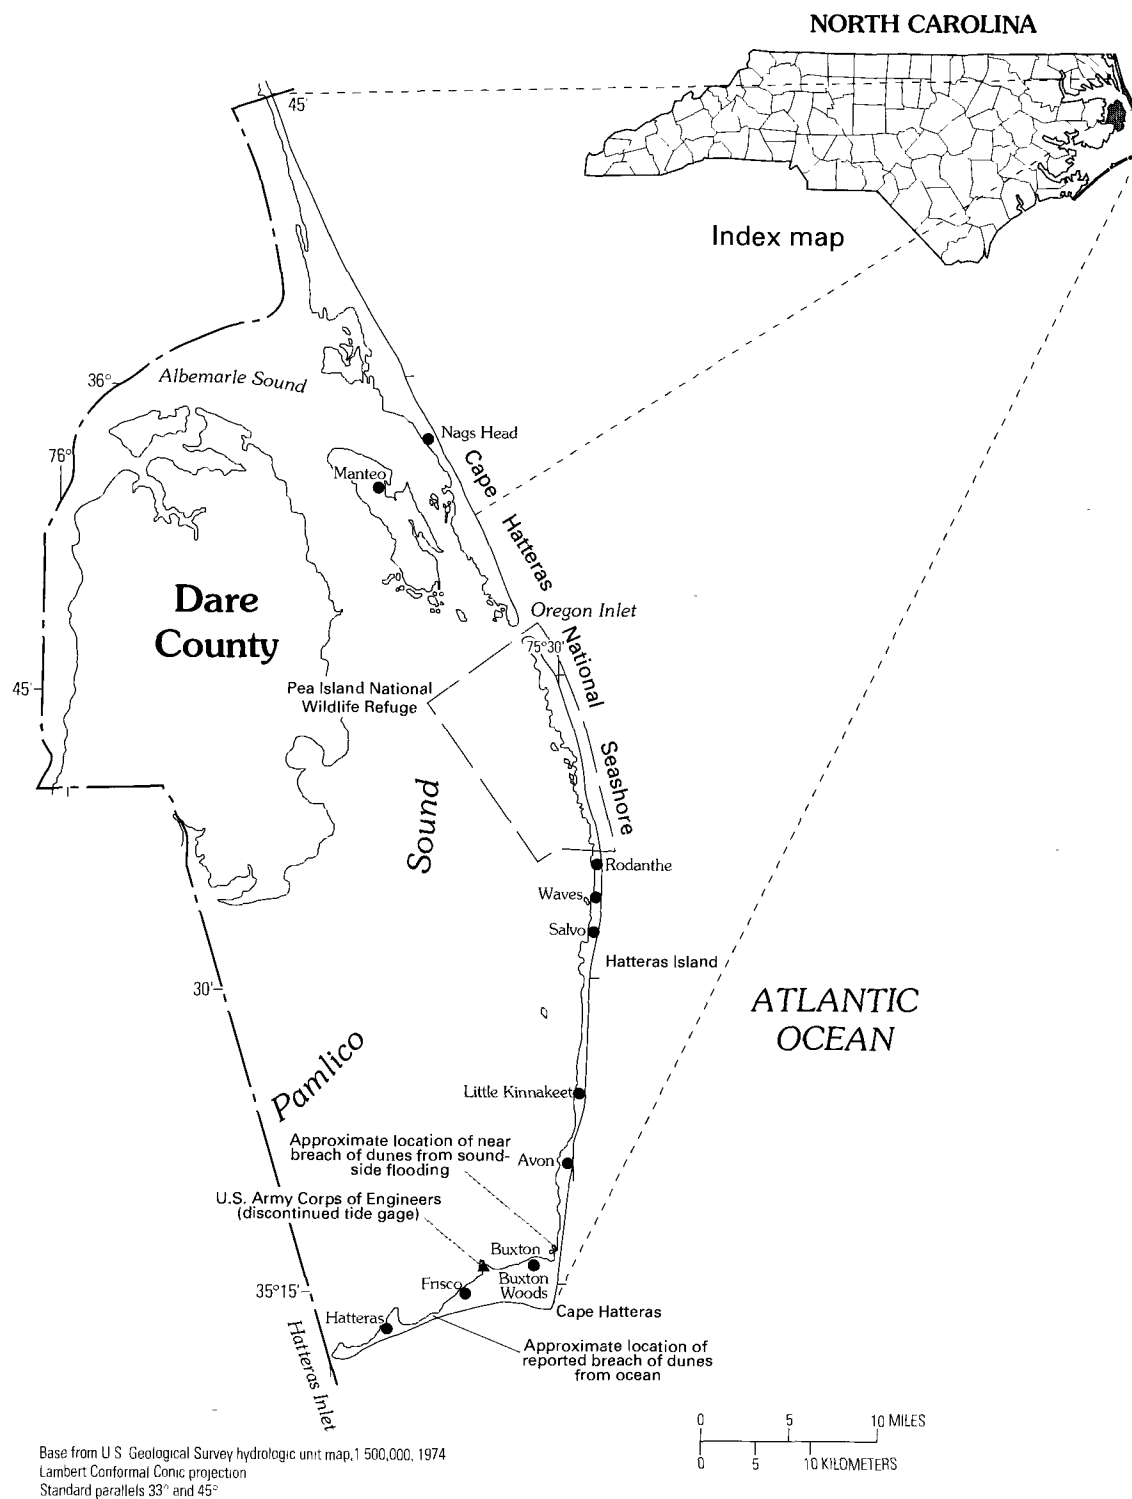 NORTH CAROLINA
45'
Index map
36°
Albemarle Sound
76°
Nags Head
Manteo
Cape Hatteras National Seashore
Dare
County
Oregon Inlet
75°30'
45'
Pea Island National
Wildlife Refuge
Pamlico Sound
Rodanthe
Waves
Salvo
Hatteras Island
30'
ATLANTIC
OCEAN
Little Kinnakeet
Approximate location of near
breach of dunes from sound-
side flooding
Avon
U.S. Army Corps of Engineers
(discontinued tide gage)
Buxton
Buxton
Woods
Frisco
35°15'
Hatteras
Cape Hatteras
Hatteras Inlet
Approximate location of
reported breach of dunes
from ocean
0 5 10 MILES
0 5 10 KILOMETERS
Base from U S Geological Survey hydrologic unit map,1 500,000, 1974
Lambert Conformal Conic projection
Standard parallels 33° and 45°